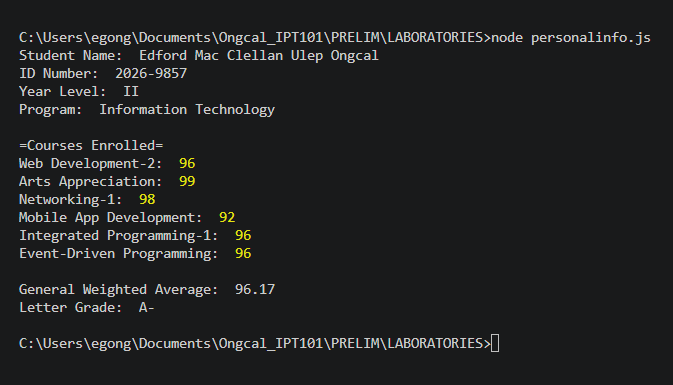 C:\Users\egong\Documents\Ongcal_IPT101\PRELIM\LABORATORIES>node personalinfo.js
Student Name:  Edford Mac Clellan Ulep Ongcal
ID Number:  2026-9857
Year Level:  II
Program:  Information Technology
=Courses Enrolled=
Web Development-2:  96
Arts Appreciation:  99
Networking-1:  98
Mobile App Development:  92
Integrated Programming-1:  96
Event-Driven Programming:  96
General Weighted Average:  96.17
Letter Grade:  A-
C:\Users\egong\Documents\Ongcal_IPT101\PRELIM\LABORATORIES>